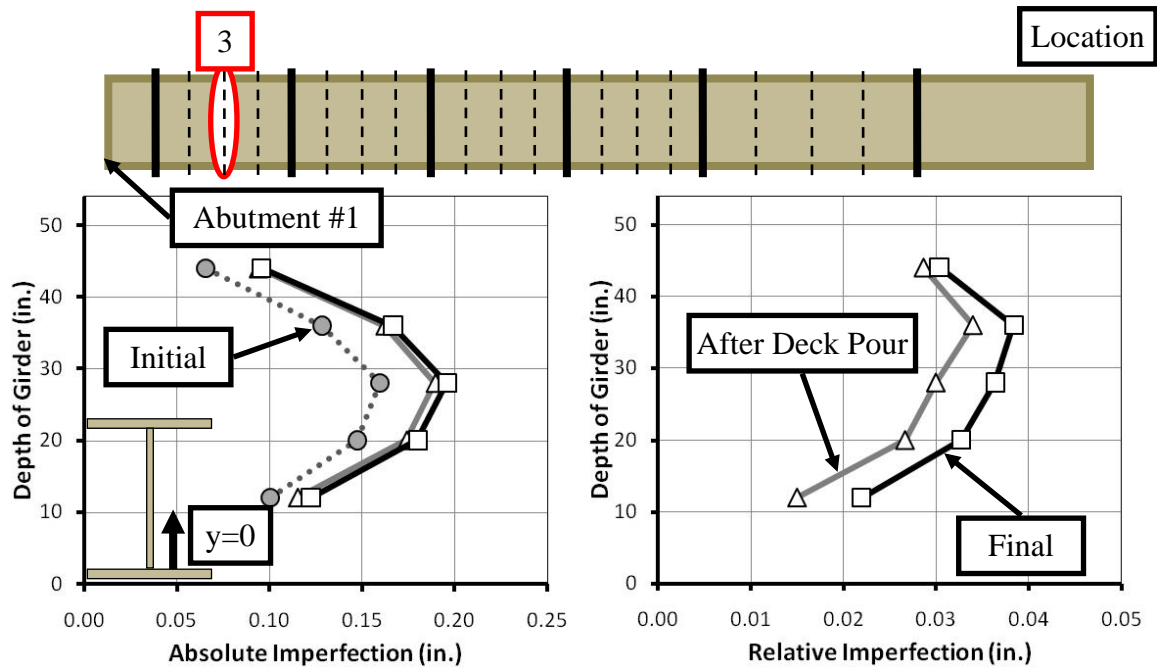 3
Location
Abutment #1
50
40
30
20
10
0
Depth of Girder (in.)
Initial
y=0
0.00 0.05 0.10 0.15 0.20 0.25
Absolute Imperfection (in.)
50
40
30
20
10
0
Depth of Girder (in.)
After Deck Pour
Final
0.00 0.01 0.02 0.03 0.04 0.05
Relative Imperfection (in.)